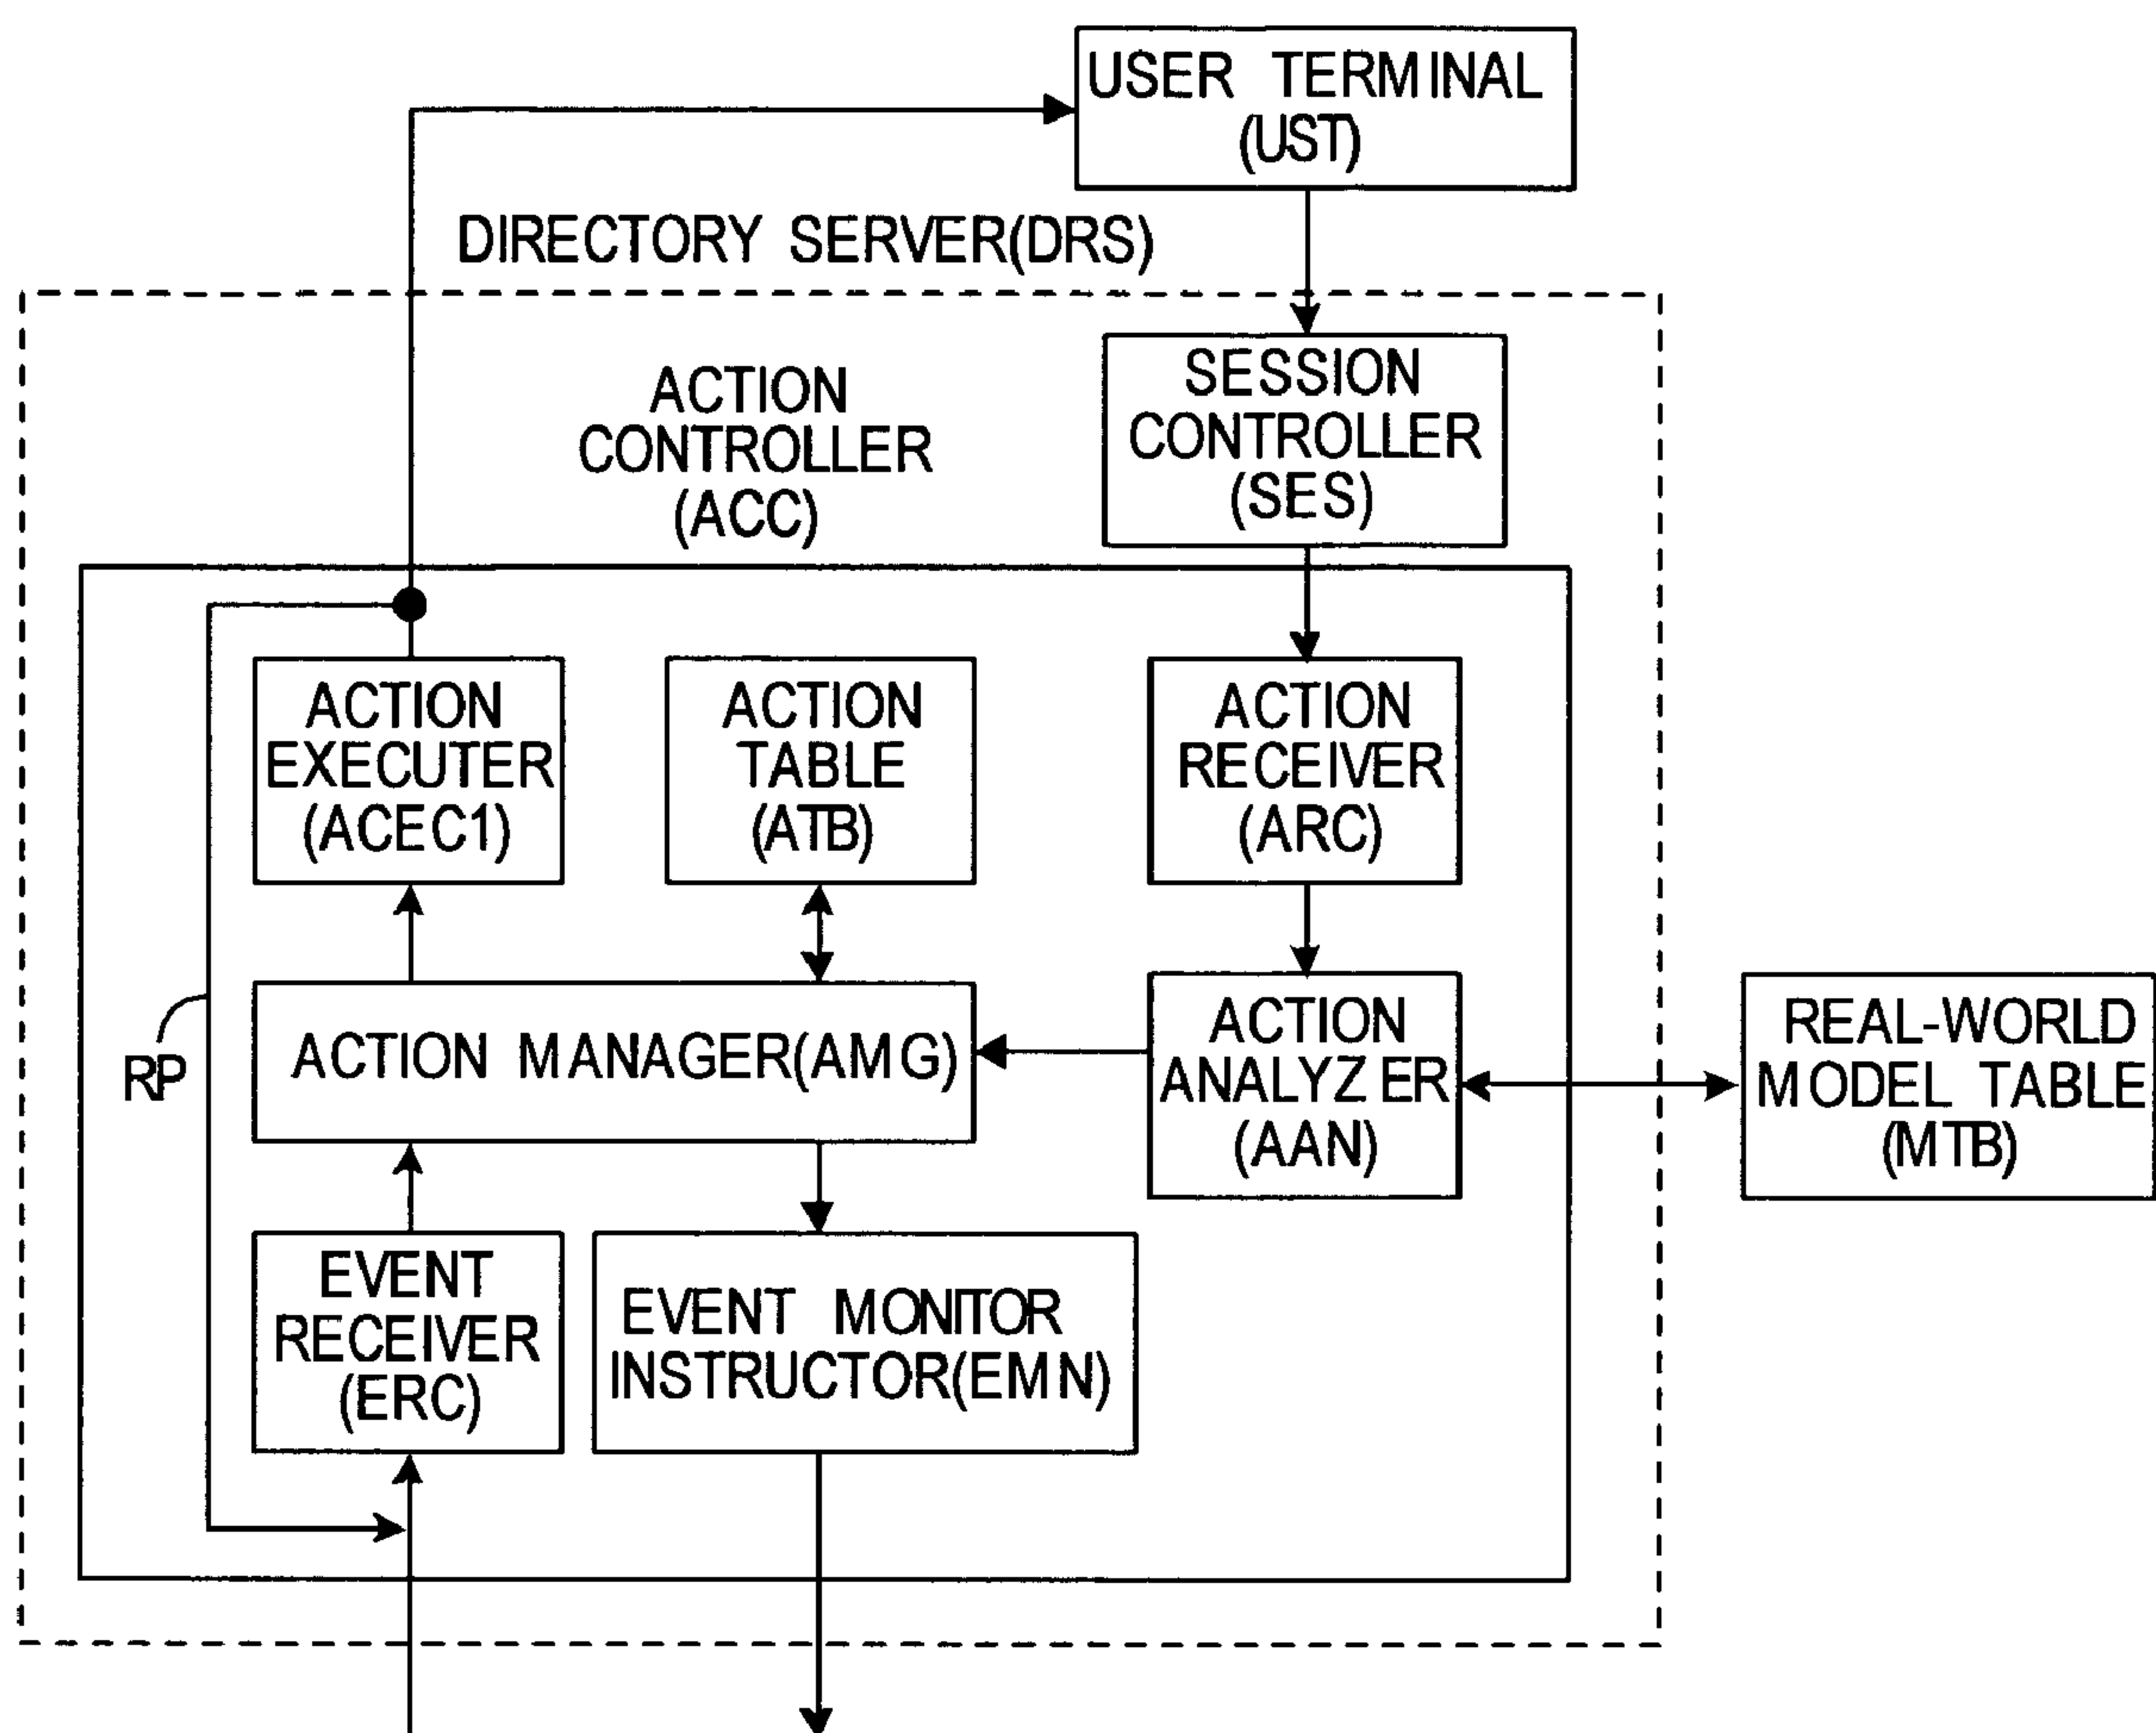 USER TERMINAL
(UST)
DIRECTORY SERVER(DRS)
SESSION
CONTROLLER
(SES)
ACTION
CONTROLLER
(ACC)
ACTION
EXECUTER
(ACEC1)
ACTION
TABLE
(ATB)
ACTION
RECEIVER
(ARC)
RP
ACTION MANAGER(AMG)
ACTION
ANALYZER
(AAN)
REAL-WORLD
MODEL TABLE
(MTB)
EVENT
RECEIVER
(ERC)
EVENT MONITOR
INSTRUCTOR(EMN)